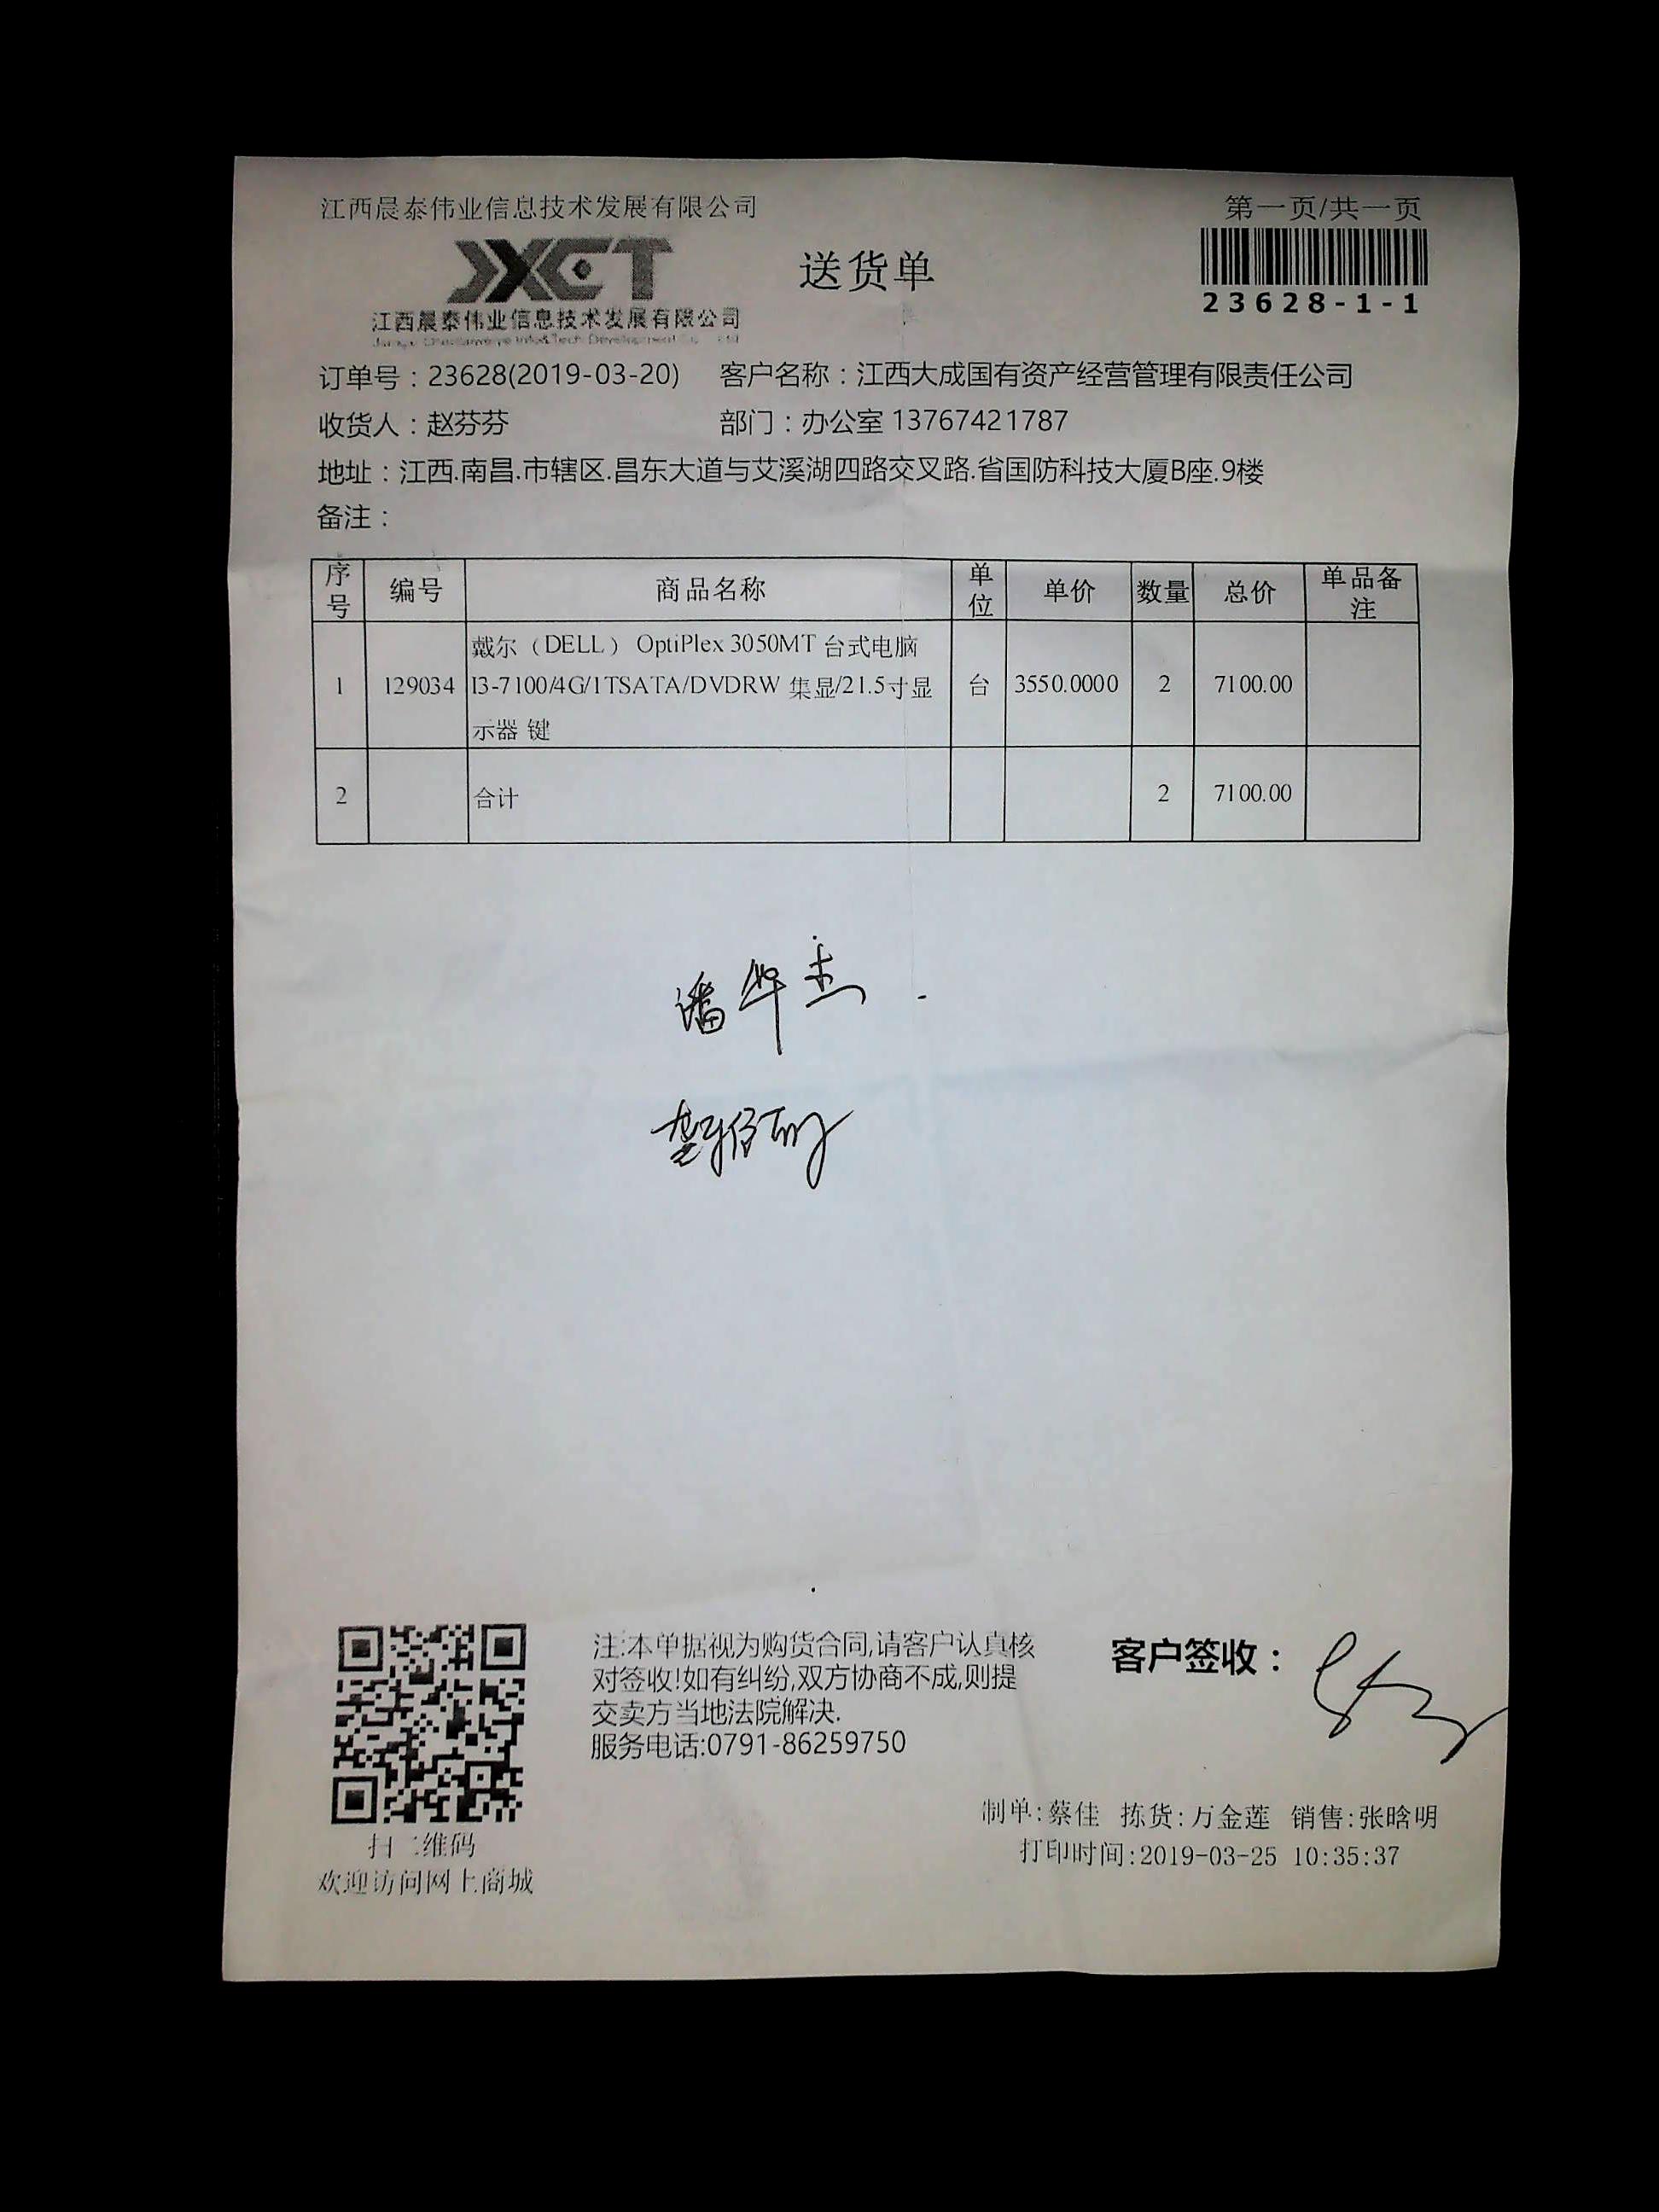 江西晨泰伟业信息技术发展有限公司
第一页/共一页
JXCT
送货单
23628-1-1
江西晨泰伟业信息技术发展有限公司
订单号：23628(2019-03-20) 客户名称：江西大成国有资产经营管理有限责任公司
收货人：赵芬芬 部门：办公室 13767421787
地址：江西.南昌.市辖区.昌东大道与艾溪湖四路交叉路.省国防科技大厦B座.9楼
备注：
序号 编号 商品名称 单位 单价 数量 总价 单品备注
戴尔（DELL） OptiPlex 3050MT 台式电脑
1 129034 I3-7100/4G/1TSATA/DVDRW 集显/21.5寸显 台 3550.0000 2 7100.00
示器 键
2 合计 2 7100.00
潘华杰
注:本单据视为购货合同,请客户认真核
对签收!如有纠纷,双方协商不成,则提
交卖方当地法院解决.
服务电话:0791-86259750
客户签收：
扫二维码
欢迎访问网上商城
制单:蔡佳 拣货:万金莲 销售:张晗明
打印时间:2019-03-25 10:35:37